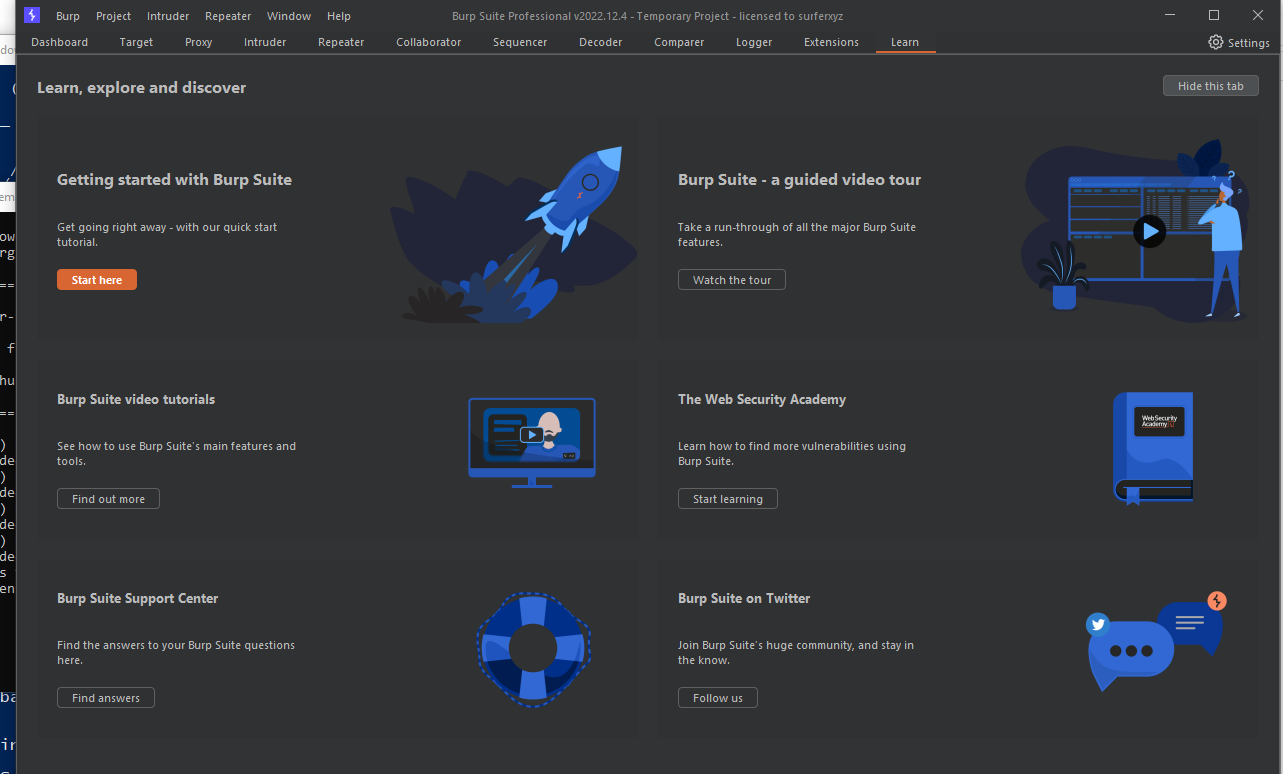 Burp Project Intruder Repeater Window Help Burp Suite Professional v2022.12.4 - Temporary Project - licensed to surferxyz
Dashboard Target Proxy Intruder Repeater Collaborator Sequencer Decoder Comparer Logger Extensions Learn Settings
Learn, explore and discover
Hide this tab
Getting started with Burp Suite
Get going right away - with our quick start
tutorial.
Start here
Burp Suite - a guided video tour
Take a run-through of all the major Burp Suite
features.
Watch the tour
Burp Suite video tutorials
See how to use Burp Suite's main features and
tools.
Find out more
The Web Security Academy
Learn how to find more vulnerabilities using
Burp Suite.
Start learning
WebSecurity
Academy
Burp Suite Support Center
Find the answers to your Burp Suite questions
here.
Find answers
Burp Suite on Twitter
Join Burp Suite's huge community, and stay in
the know.
Follow us